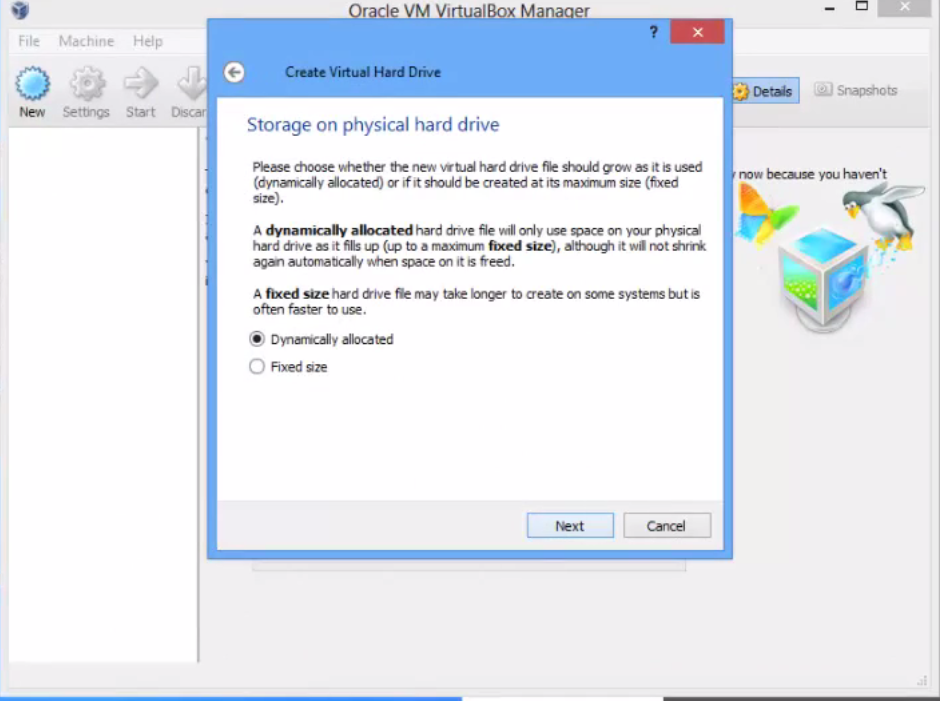 Oracle VM VirtualBox Manager
File Machine Help
?
Create Virtual Hard Drive
New Settings Start Discar
Details Snapshots
Storage on physical hard drive
Please choose whether the new virtual hard drive file should grow as it is used
(dynamically allocated) or if it should be created at its maximum size (fixed
size).
now because you haven't
A dynamically allocated hard drive file will only use space on your physical
hard drive as it fills up (up to a maximum fixed size), although it will not shrink
again automatically when space on it is freed.
A fixed size hard drive file may take longer to create on some systems but is
often faster to use.
Dynamically allocated
Fixed size
Next Cancel